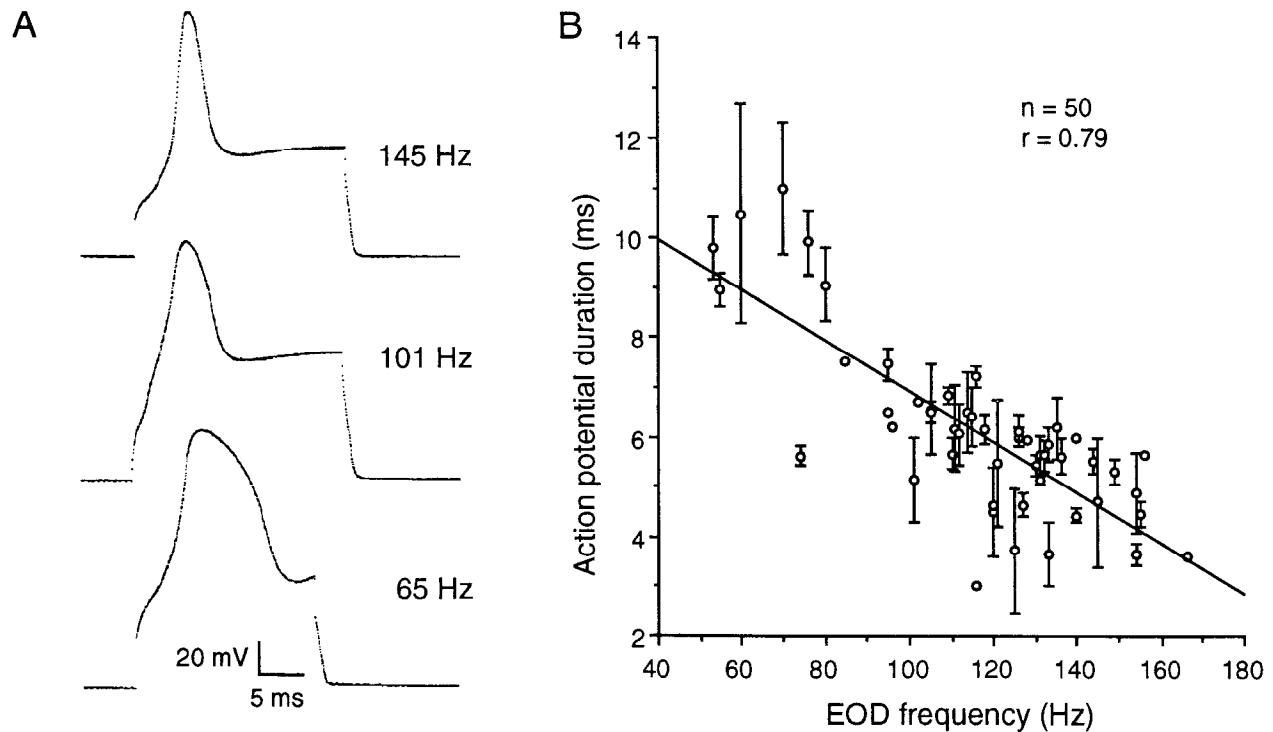 A
145 Hz
101 Hz
65 Hz
20 mV
5 ms
B
Action potential duration (ms)
14
12
10
8
6
4
2
n = 50
r = 0.79
40 60 80 100 120 140 160 180
EOD frequency (Hz)